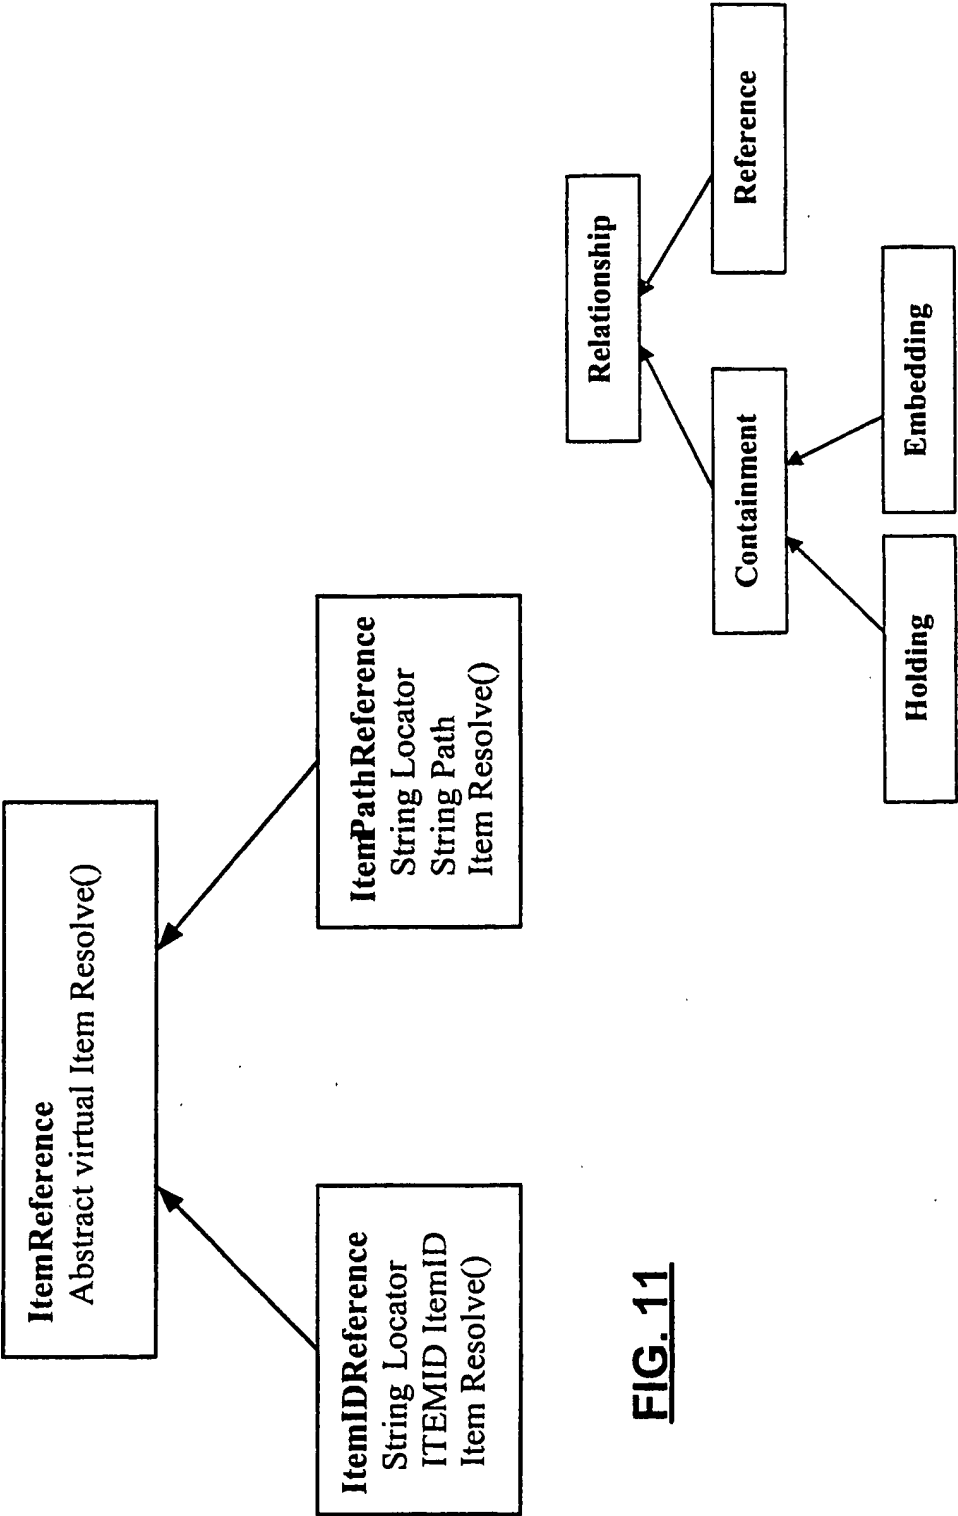 ItemReference
Abstract virtual Item Resolve()
ItemIDReference
String Locator
ITEMID ItemID
Item Resolve()
ItemPathReference
String Locator
String Path
Item Resolve()
Relationship
Containment
Reference
Holding
Embedding
FIG. 11